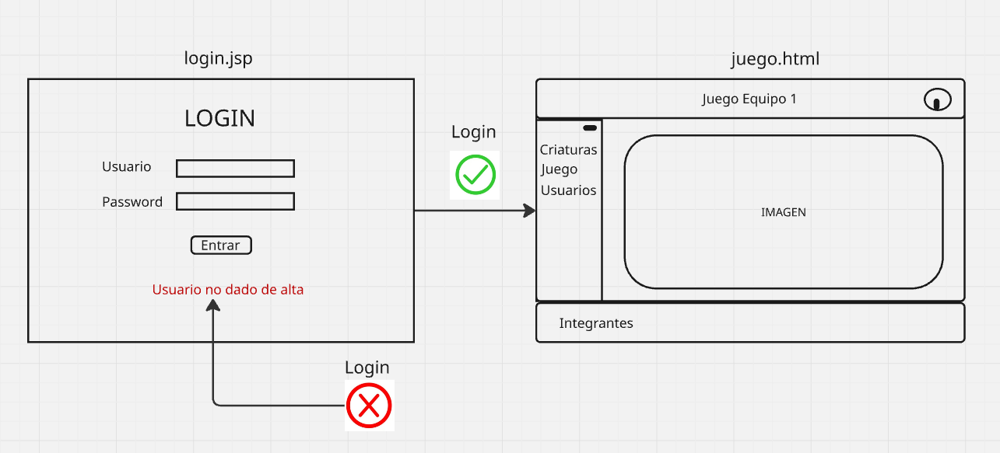 login.jsp
LOGIN
Usuario
Password
Entrar
Usuario no dado de alta
Login
Login
juego.html
Juego Equipo 1
Criaturas
Juego
Usuarios
IMAGEN
Integrantes